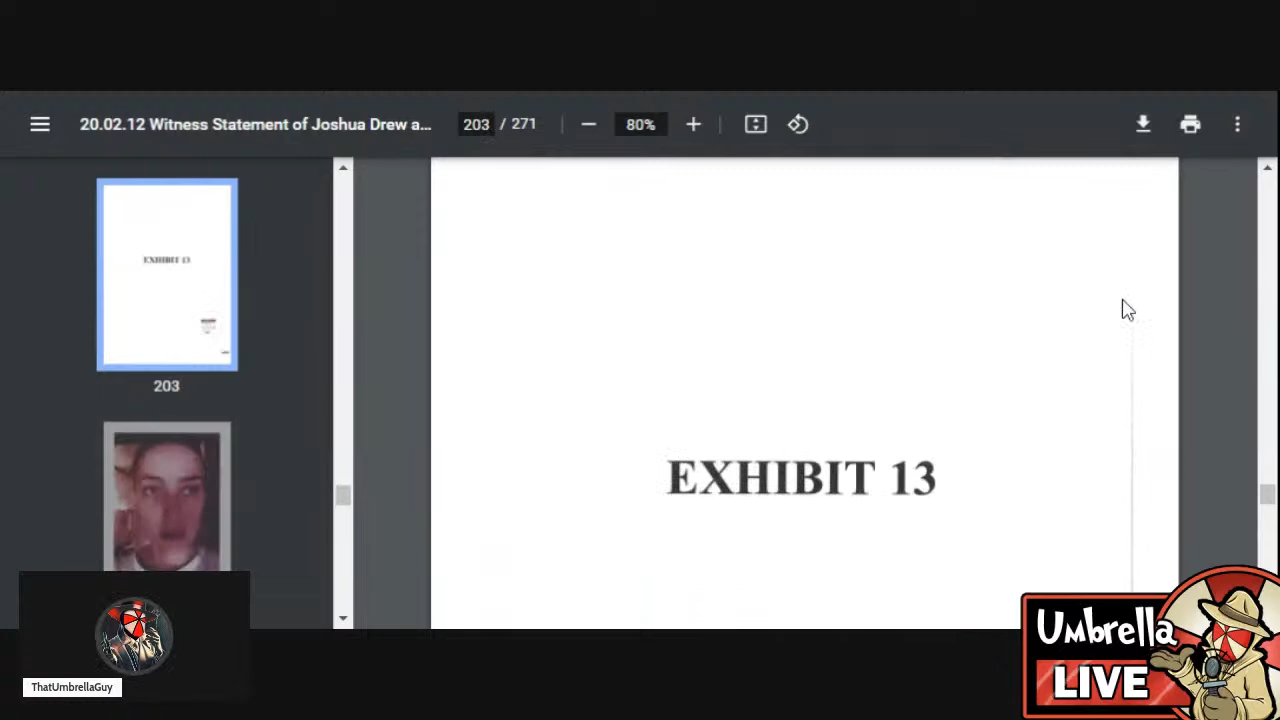 20.02.12 Witness Statement of Joshua Drew a... 203 / 271 80%
EXHIBIT 13
203
EXHIBIT 13
ThatUmbrellaGuy
Umbrella
LIVE